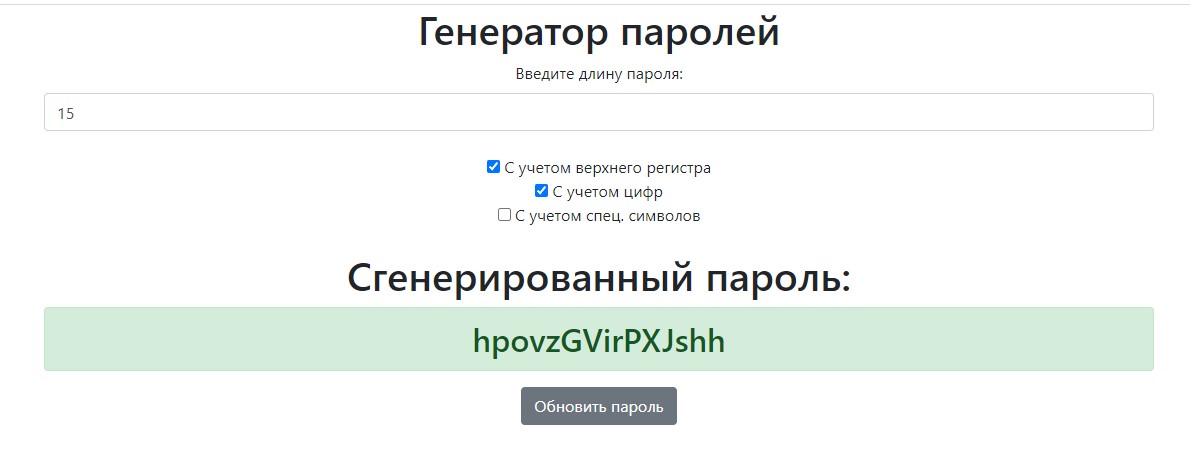 Генератор паролей
Введите длину пароля:
15
С учетом верхнего регистра
С учетом цифр
С учетом спец. символов
Сгенерированный пароль:
hpovzGVirPXJshh
Обновить пароль